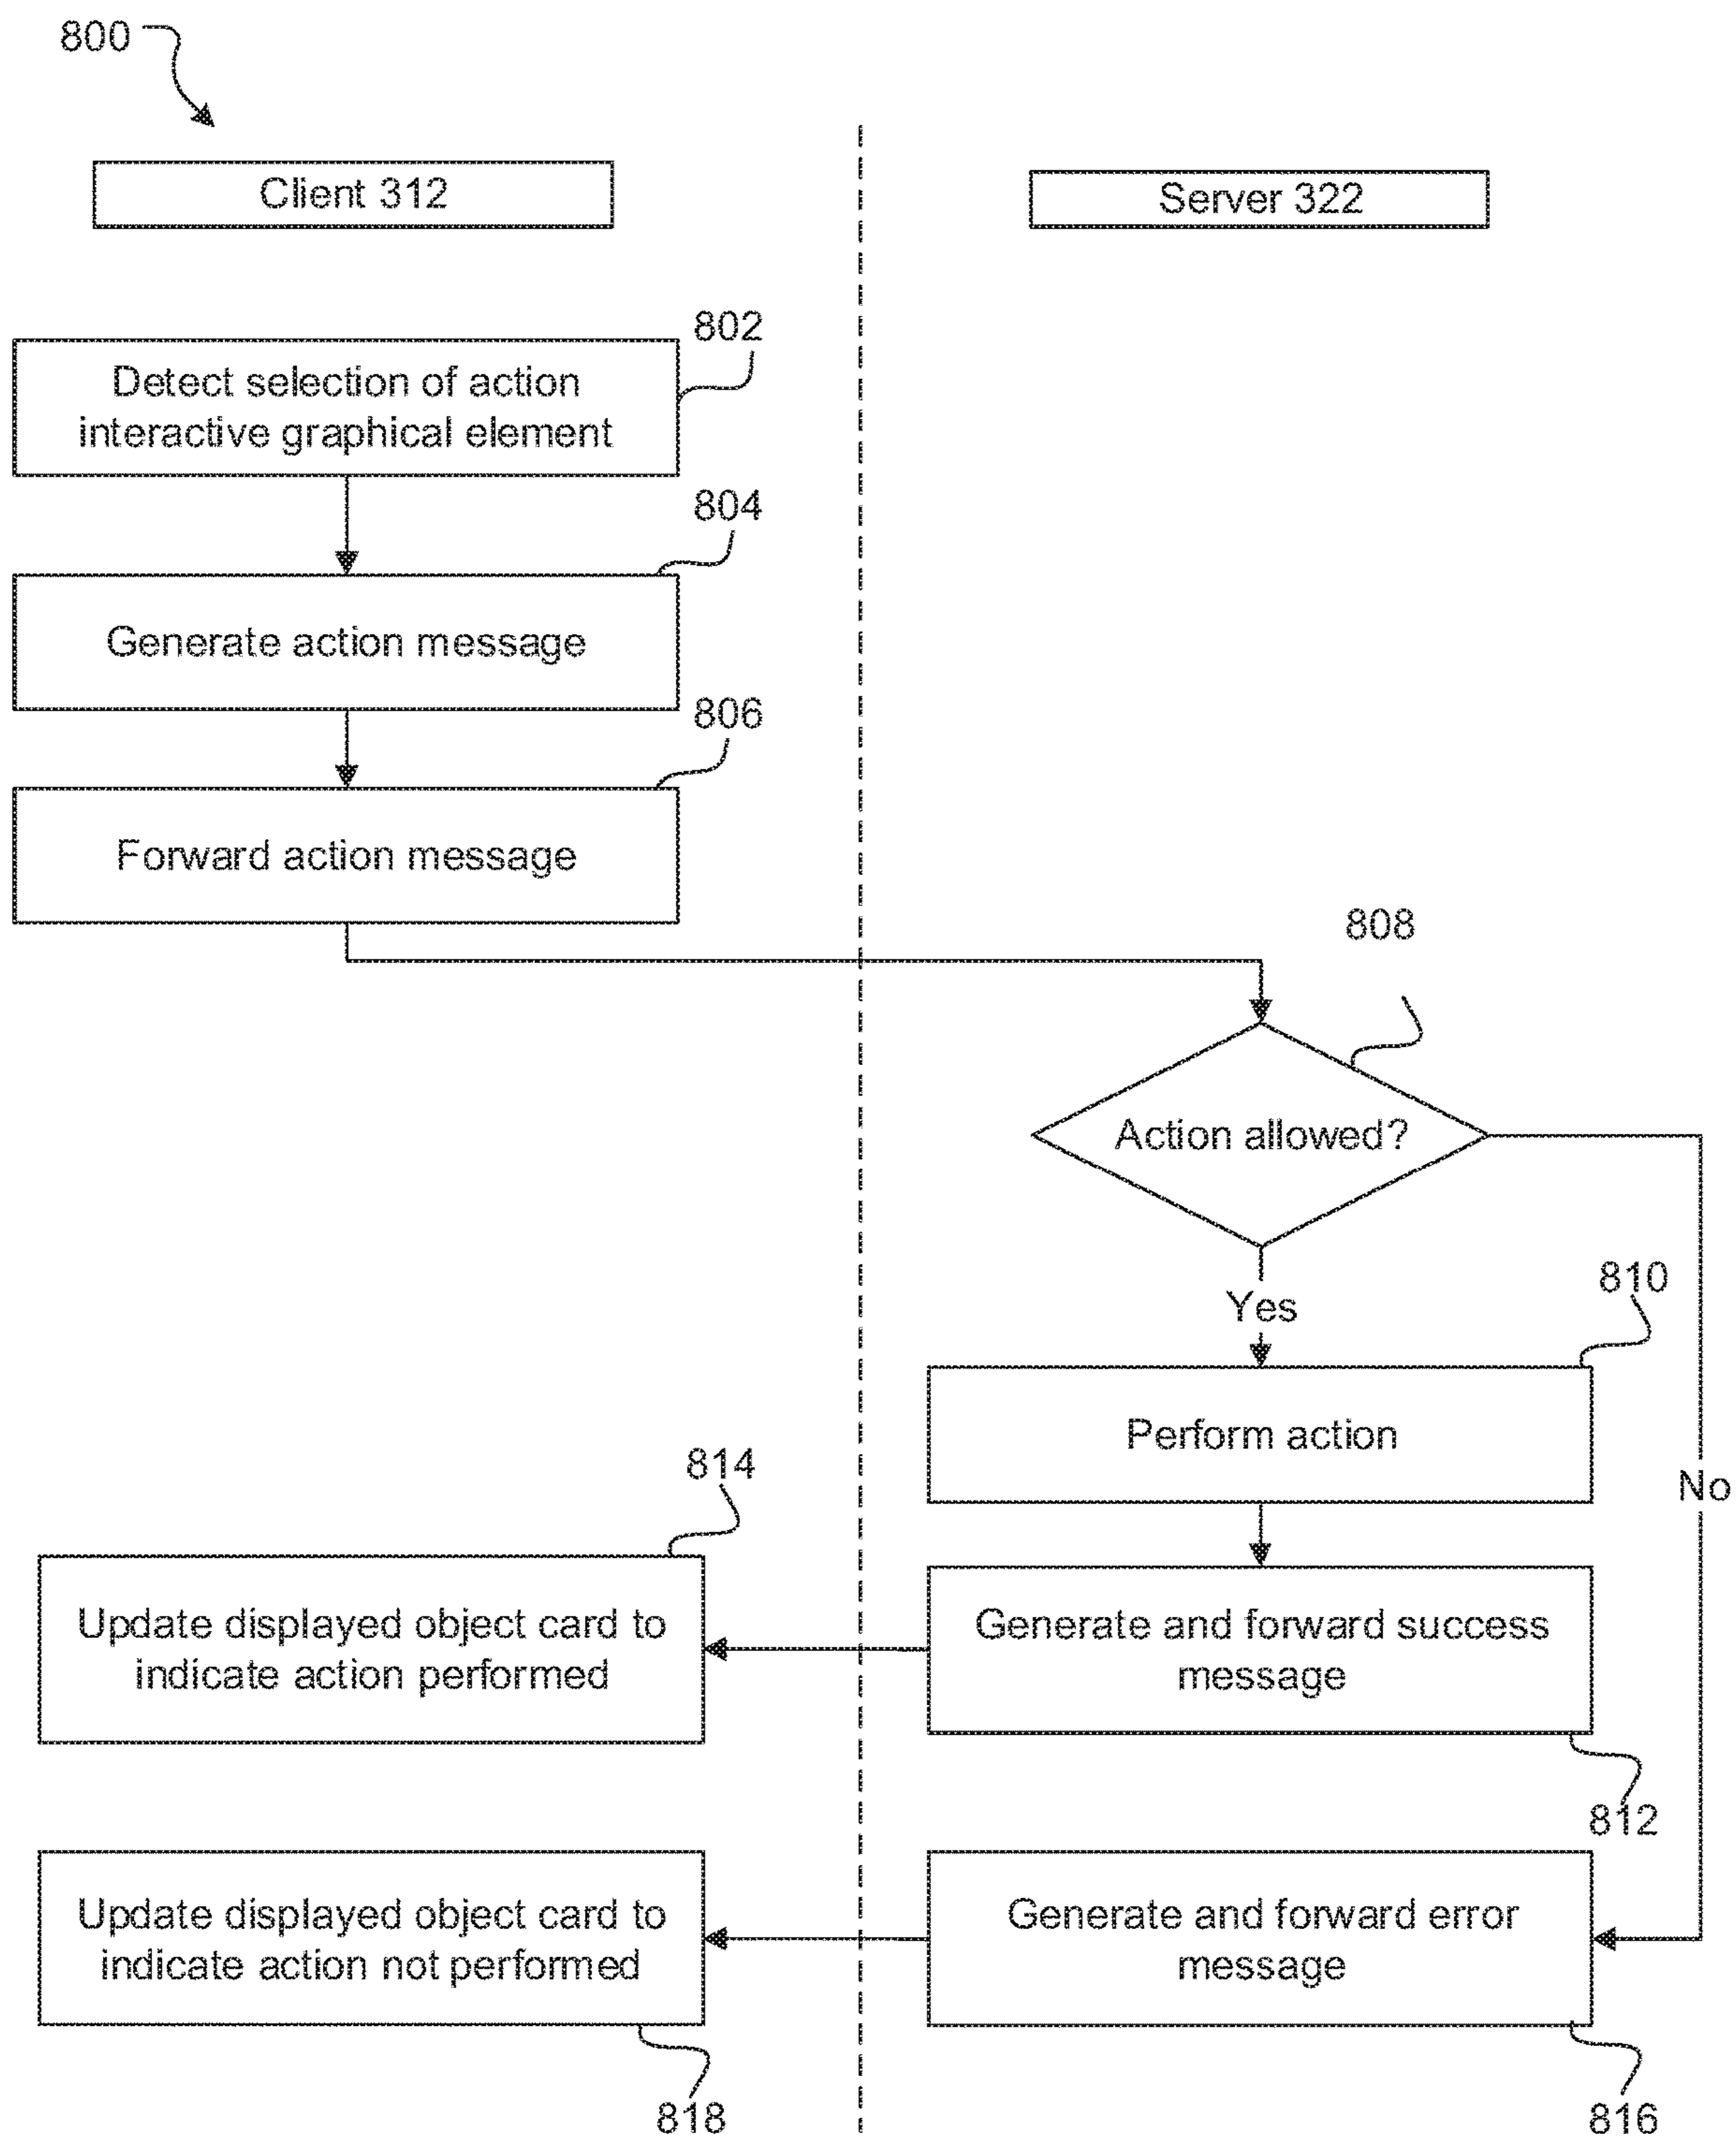 800
Client 312
Server 322
802
Detect selection of action
interactive graphical element
804
Generate action message
806
Forward action message
808
Action allowed?
Yes
810
Perform action
No
814
Update displayed object card to
indicate action performed
Generate and forward success
message
812
Update displayed object card to
indicate action not performed
Generate and forward error
message
818
816